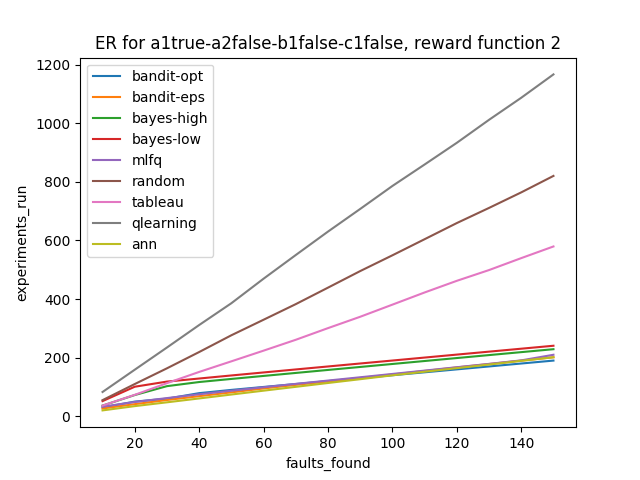 ER for a1true-a2false-b1false-c1false, reward function 2
1200
1000
800
600
400
200
0
experiments_run
bandit-opt
bandit-eps
bayes-high
bayes-low
mlfq
random
tableau
qlearning
ann
20 40 60 80 100 120 140
faults_found